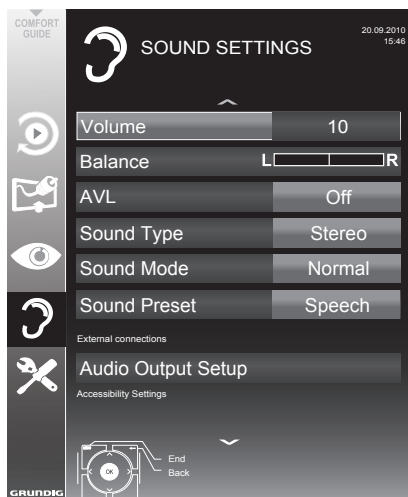 COMFORT
GUIDE
SOUND SETTINGS
20.09.2010
15:46
Volume 10
Balance L R
AVL Off
Sound Type Stereo
Sound Mode Normal
Sound Preset Speech
External connections
Audio Output Setup
Accessibility Settings
End
OK
Back
GRUNDIG